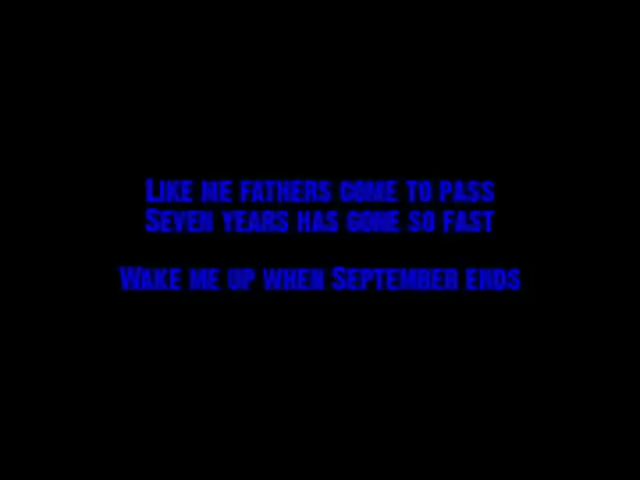 Like me fathers come to pass
Seven years has gone so fast
Wake me up when September ends